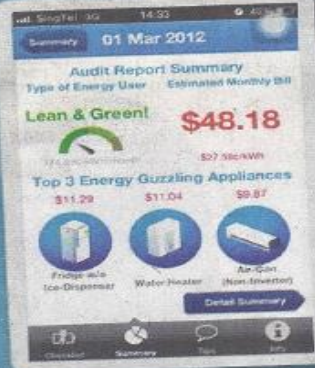 SingTel 3G 14:33
Summary 01 Mar 2012
Audit Report Summary
Type of Energy User Estimated Monthly Bill
Lean & Green!
$48.18
Top 3 Energy Guzzling Appliances
$11.29 $11.04 $9.87
Fridge w/o Water Heater Air-Con
Ice-Dispenser (Non-Inverter)
Detail Summary
Checklist Summary Tips Info